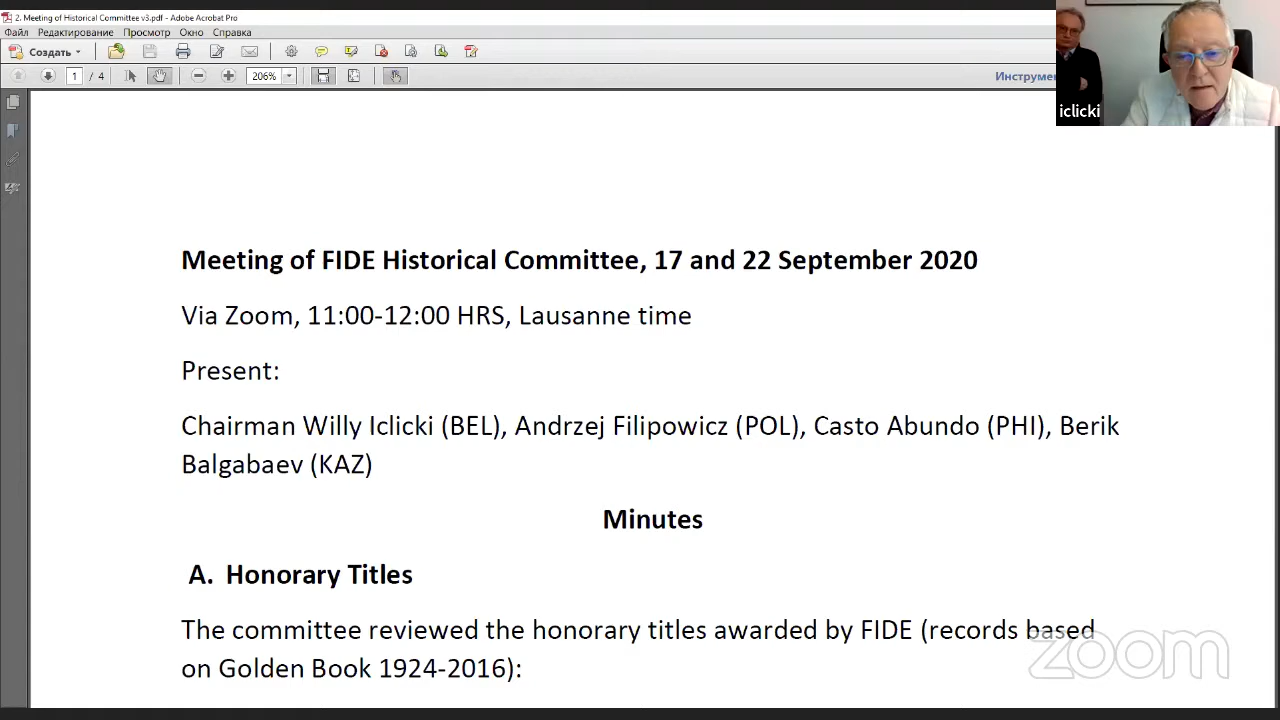 2. Meeting of Historical Committee v3.pdf - Adobe Acrobat Pro
Файл Редактирование Просмотр Окно Справка
Создать
1 / 4 206%
iclicki
Meeting of FIDE Historical Committee, 17 and 22 September 2020
Via Zoom, 11:00-12:00 HRS, Lausanne time
Present:
Chairman Willy Iclicki (BEL), Andrzej Filipowicz (POL), Casto Abundo (PHI), Berik
Balgabaev (KAZ)
Minutes
A. Honorary Titles
The committee reviewed the honorary titles awarded by FIDE (records based
on Golden Book 1924-2016):
zoom